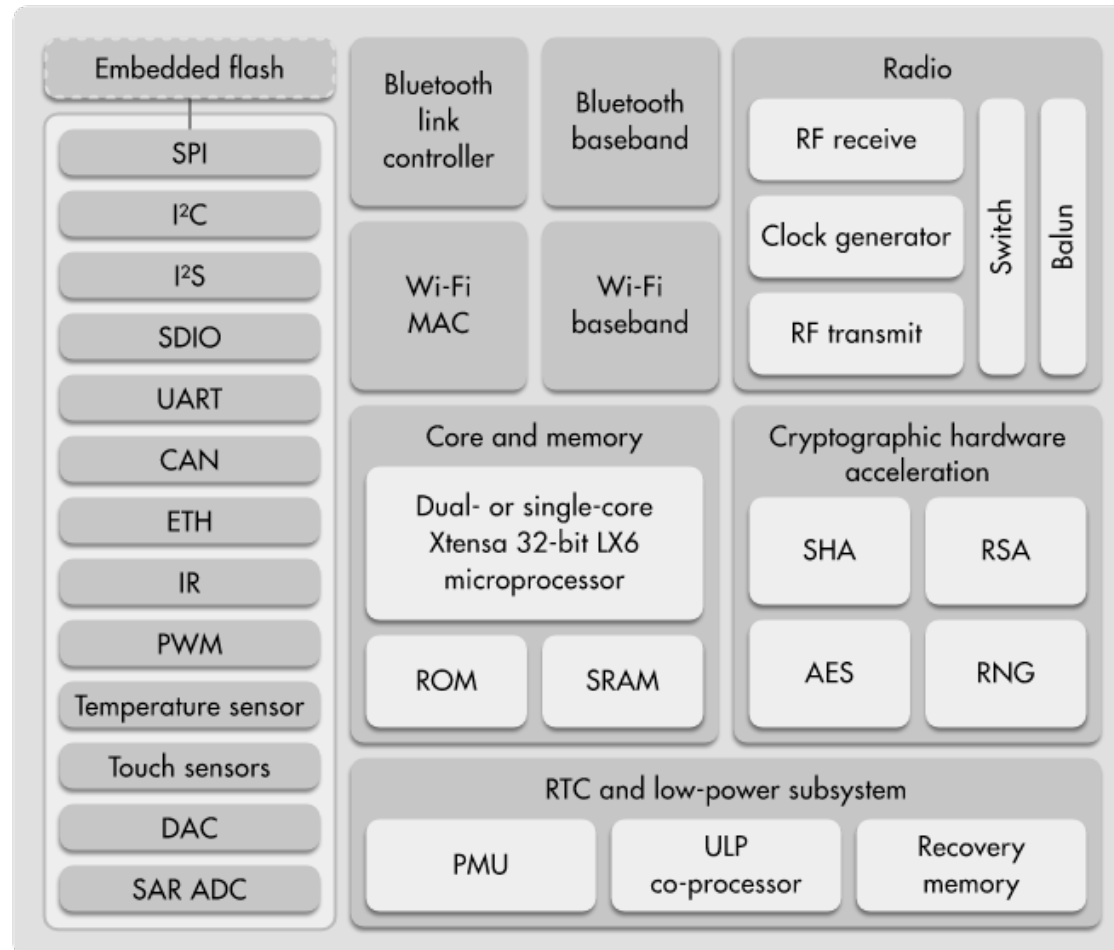 Embedded flash
SPI
I²C
I²S
SDIO
UART
CAN
ETH
IR
PWM
Temperature sensor
Touch sensors
DAC
SAR ADC
Bluetooth
link
controller
Bluetooth
baseband
Wi-Fi
MAC
Wi-Fi
baseband
Radio
RF receive
Clock generator
RF transmit
Switch
Balun
Core and memory
Dual- or single-core
Xtensa 32-bit LX6
microprocessor
ROM
SRAM
Cryptographic hardware
acceleration
SHA
RSA
AES
RNG
RTC and low-power subsystem
PMU
ULP
co-processor
Recovery
memory